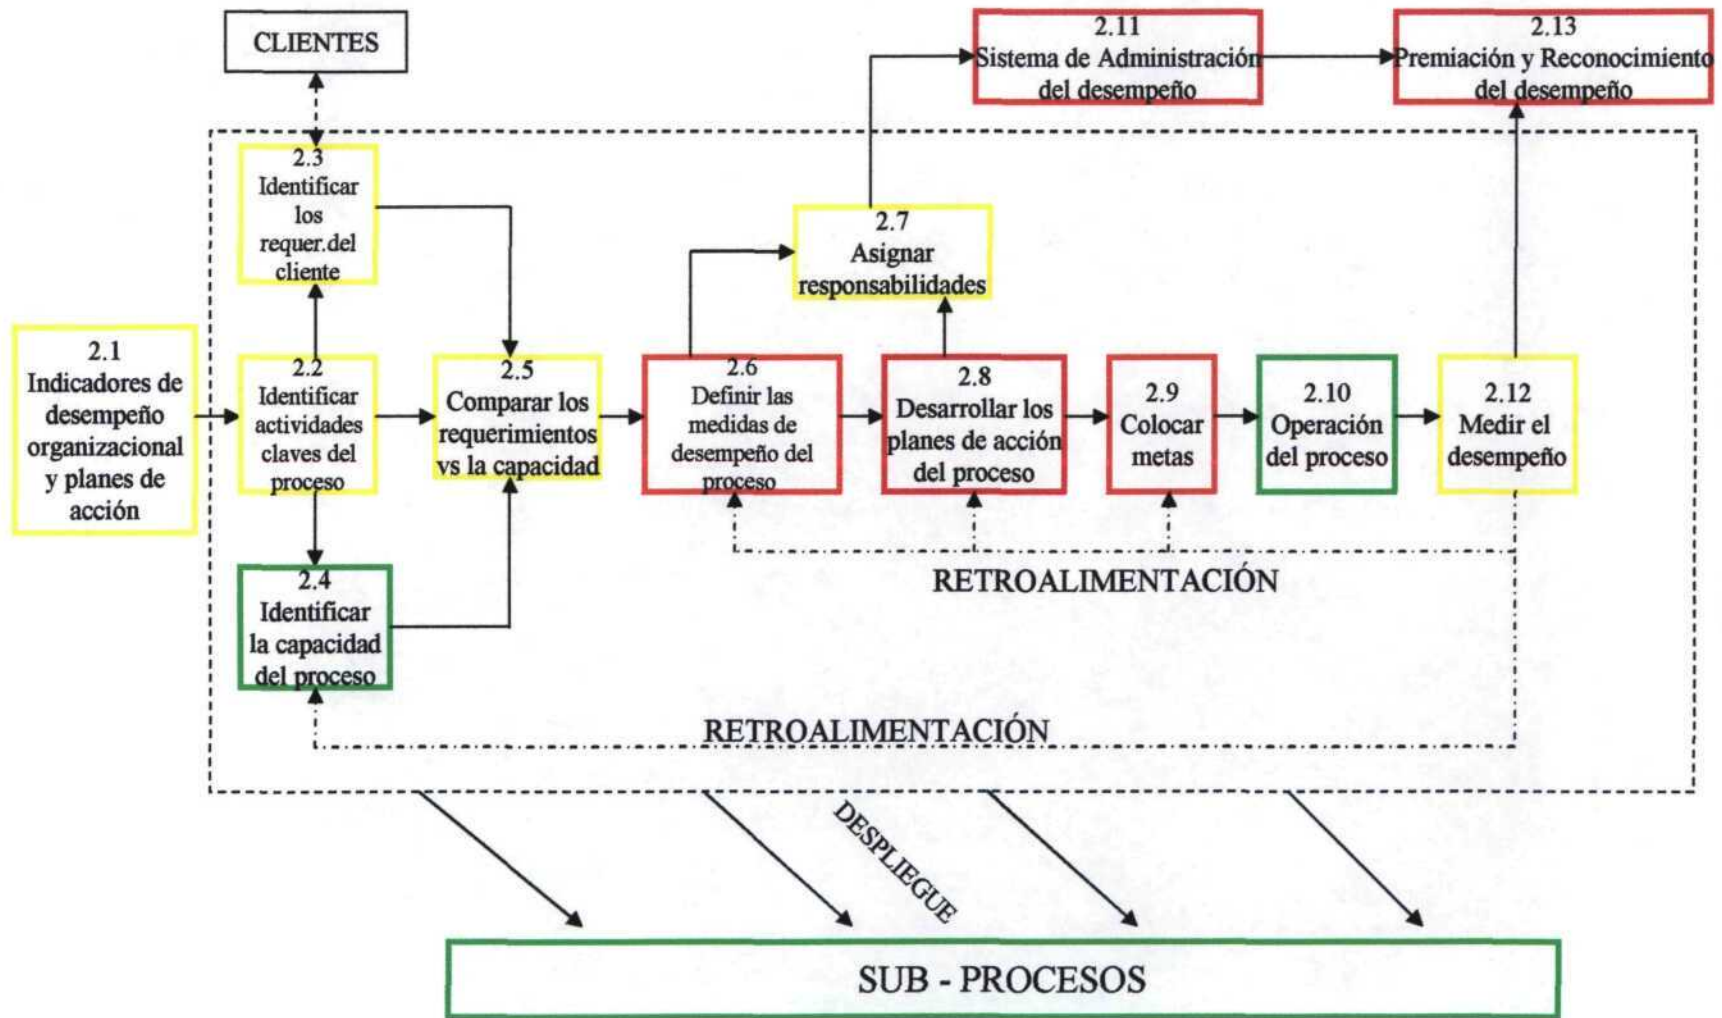 CLIENTES
2.11
Sistema de Administración
del desempeño
2.13
Premiación y Reconocimiento
del desempeño
2.3
Identificar
los
requer.del
cliente
2.7
Asignar
responsabilidades
2.1
Indicadores de
desempeño
organizacional
y planes de
acción
2.2
Identificar
actividades
claves del
proceso
2.5
Comparar los
requerimientos
vs la capacidad
2.6
Definir las
medidas de
desempeño del
proceso
2.8
Desarrollar los
planes de acción
del proceso
2.9
Colocar
metas
2.10
Operación
del proceso
2.12
Medir el
desempeño
2.4
Identificar
la capacidad
del proceso
RETROALIMENTACIÓN
RETROALIMENTACIÓN
DESPLIEGUE
SUB - PROCESOS